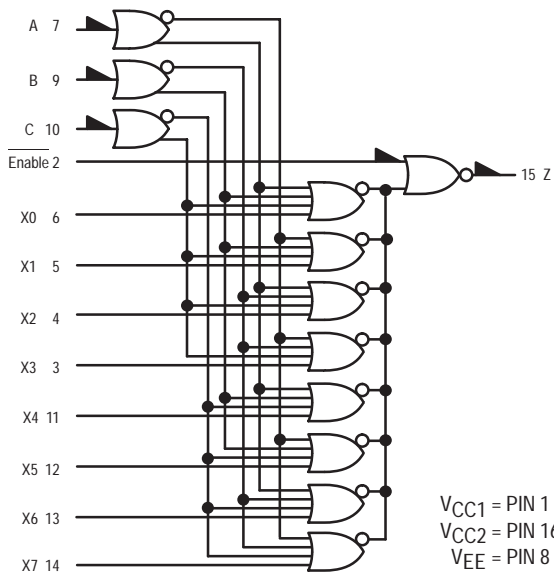 A 7
B 9
C 10
Enable 2
15 Z
X0 6
X1 5
X2 4
X3 3
X4 11
X5 12
X6 13
X7 14
VCC1 = PIN 1
VCC2 = PIN 16
VEE = PIN 8